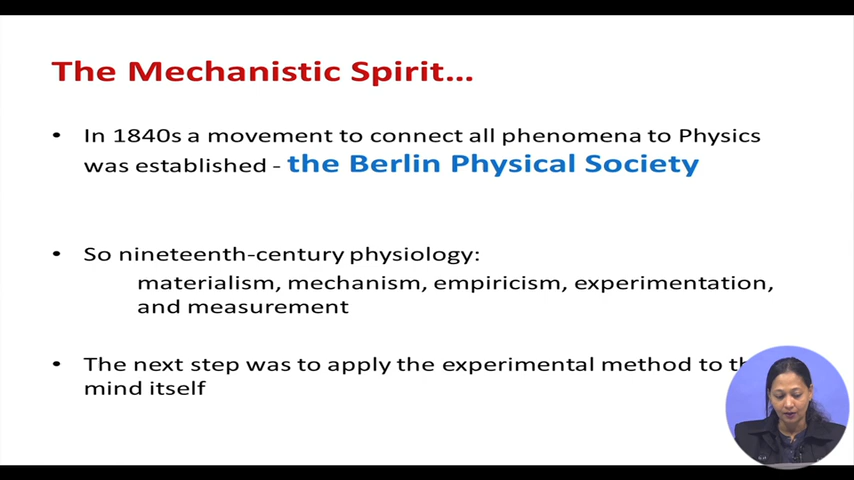 The Mechanistic Spirit...
• In 1840s a movement to connect all phenomena to Physics
was established - the Berlin Physical Society
• So nineteenth-century physiology:
materialism, mechanism, empiricism, experimentation,
and measurement
• The next step was to apply the experimental method to
mind itself